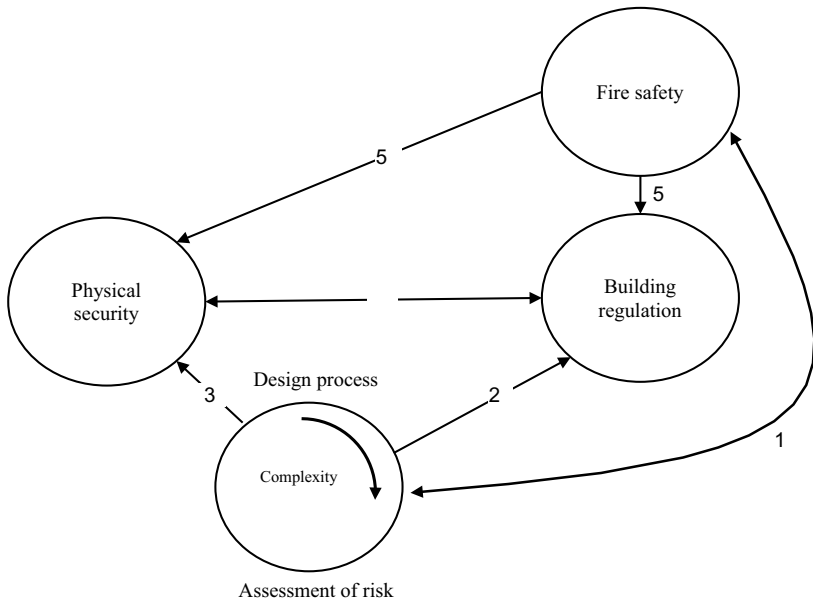 Fire safety
5
5
Physical
security
Building
regulation
Design process
3
2
1
Complexity
Assessment of risk